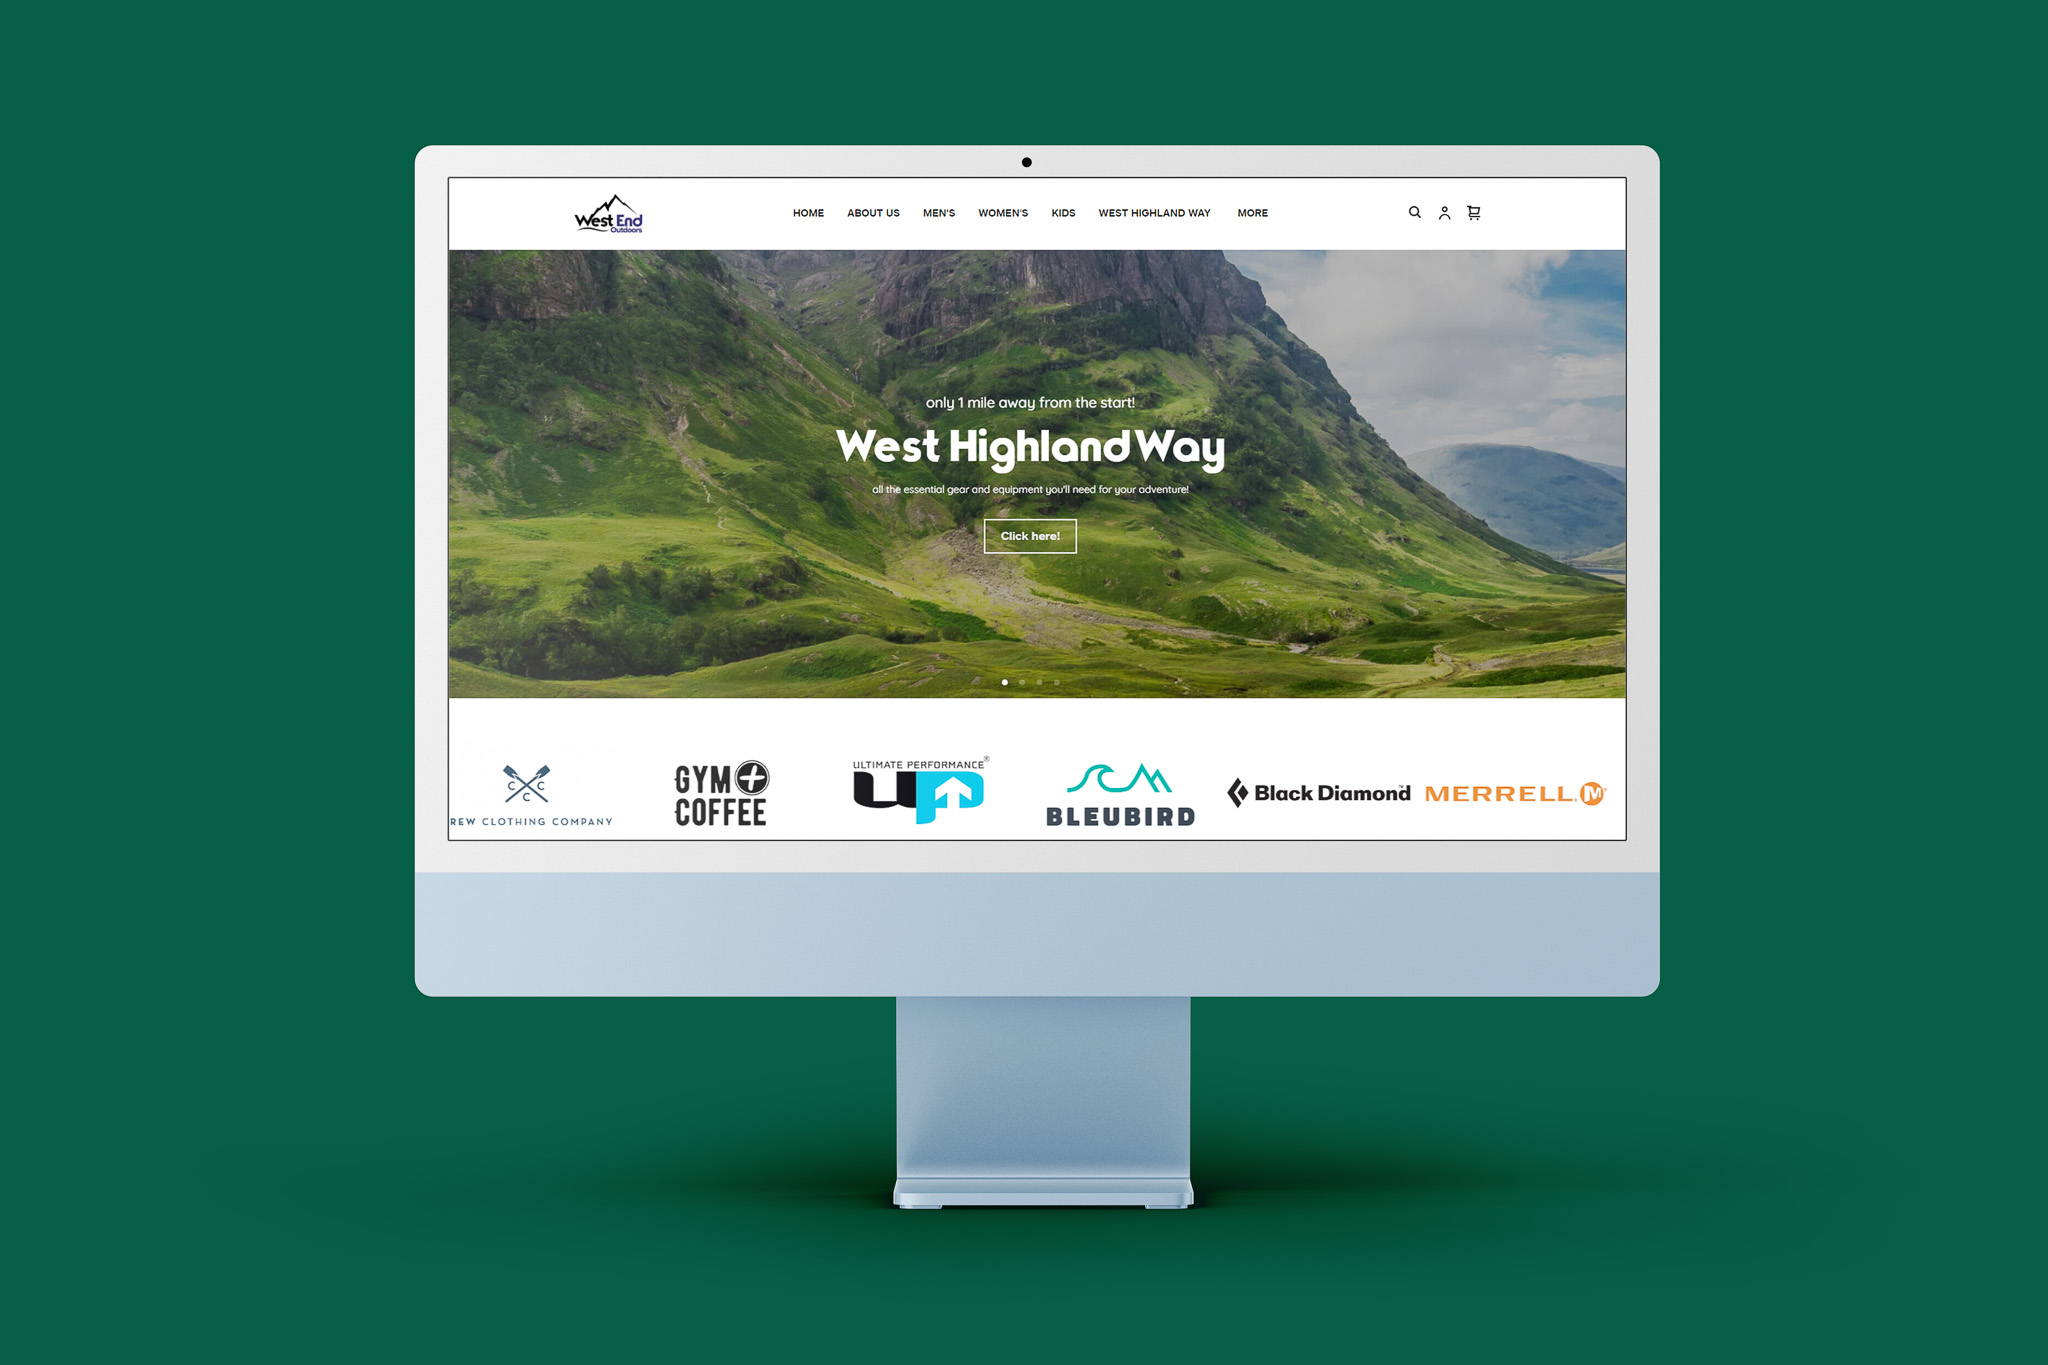 West End
Outdoors
HOME ABOUT US MEN'S WOMEN'S KIDS WEST HIGHLAND WAY MORE
only 1 mile away from the start!
West Highland Way
all the essential gear and equipment you'll need for your adventure!
Click here!
C C
C
REW CLOTHING COMPANY
GYM+
COFFEE
ULTIMATE PERFORMANCE®
UP
BLEUBIRD
Black Diamond
MERRELL
M